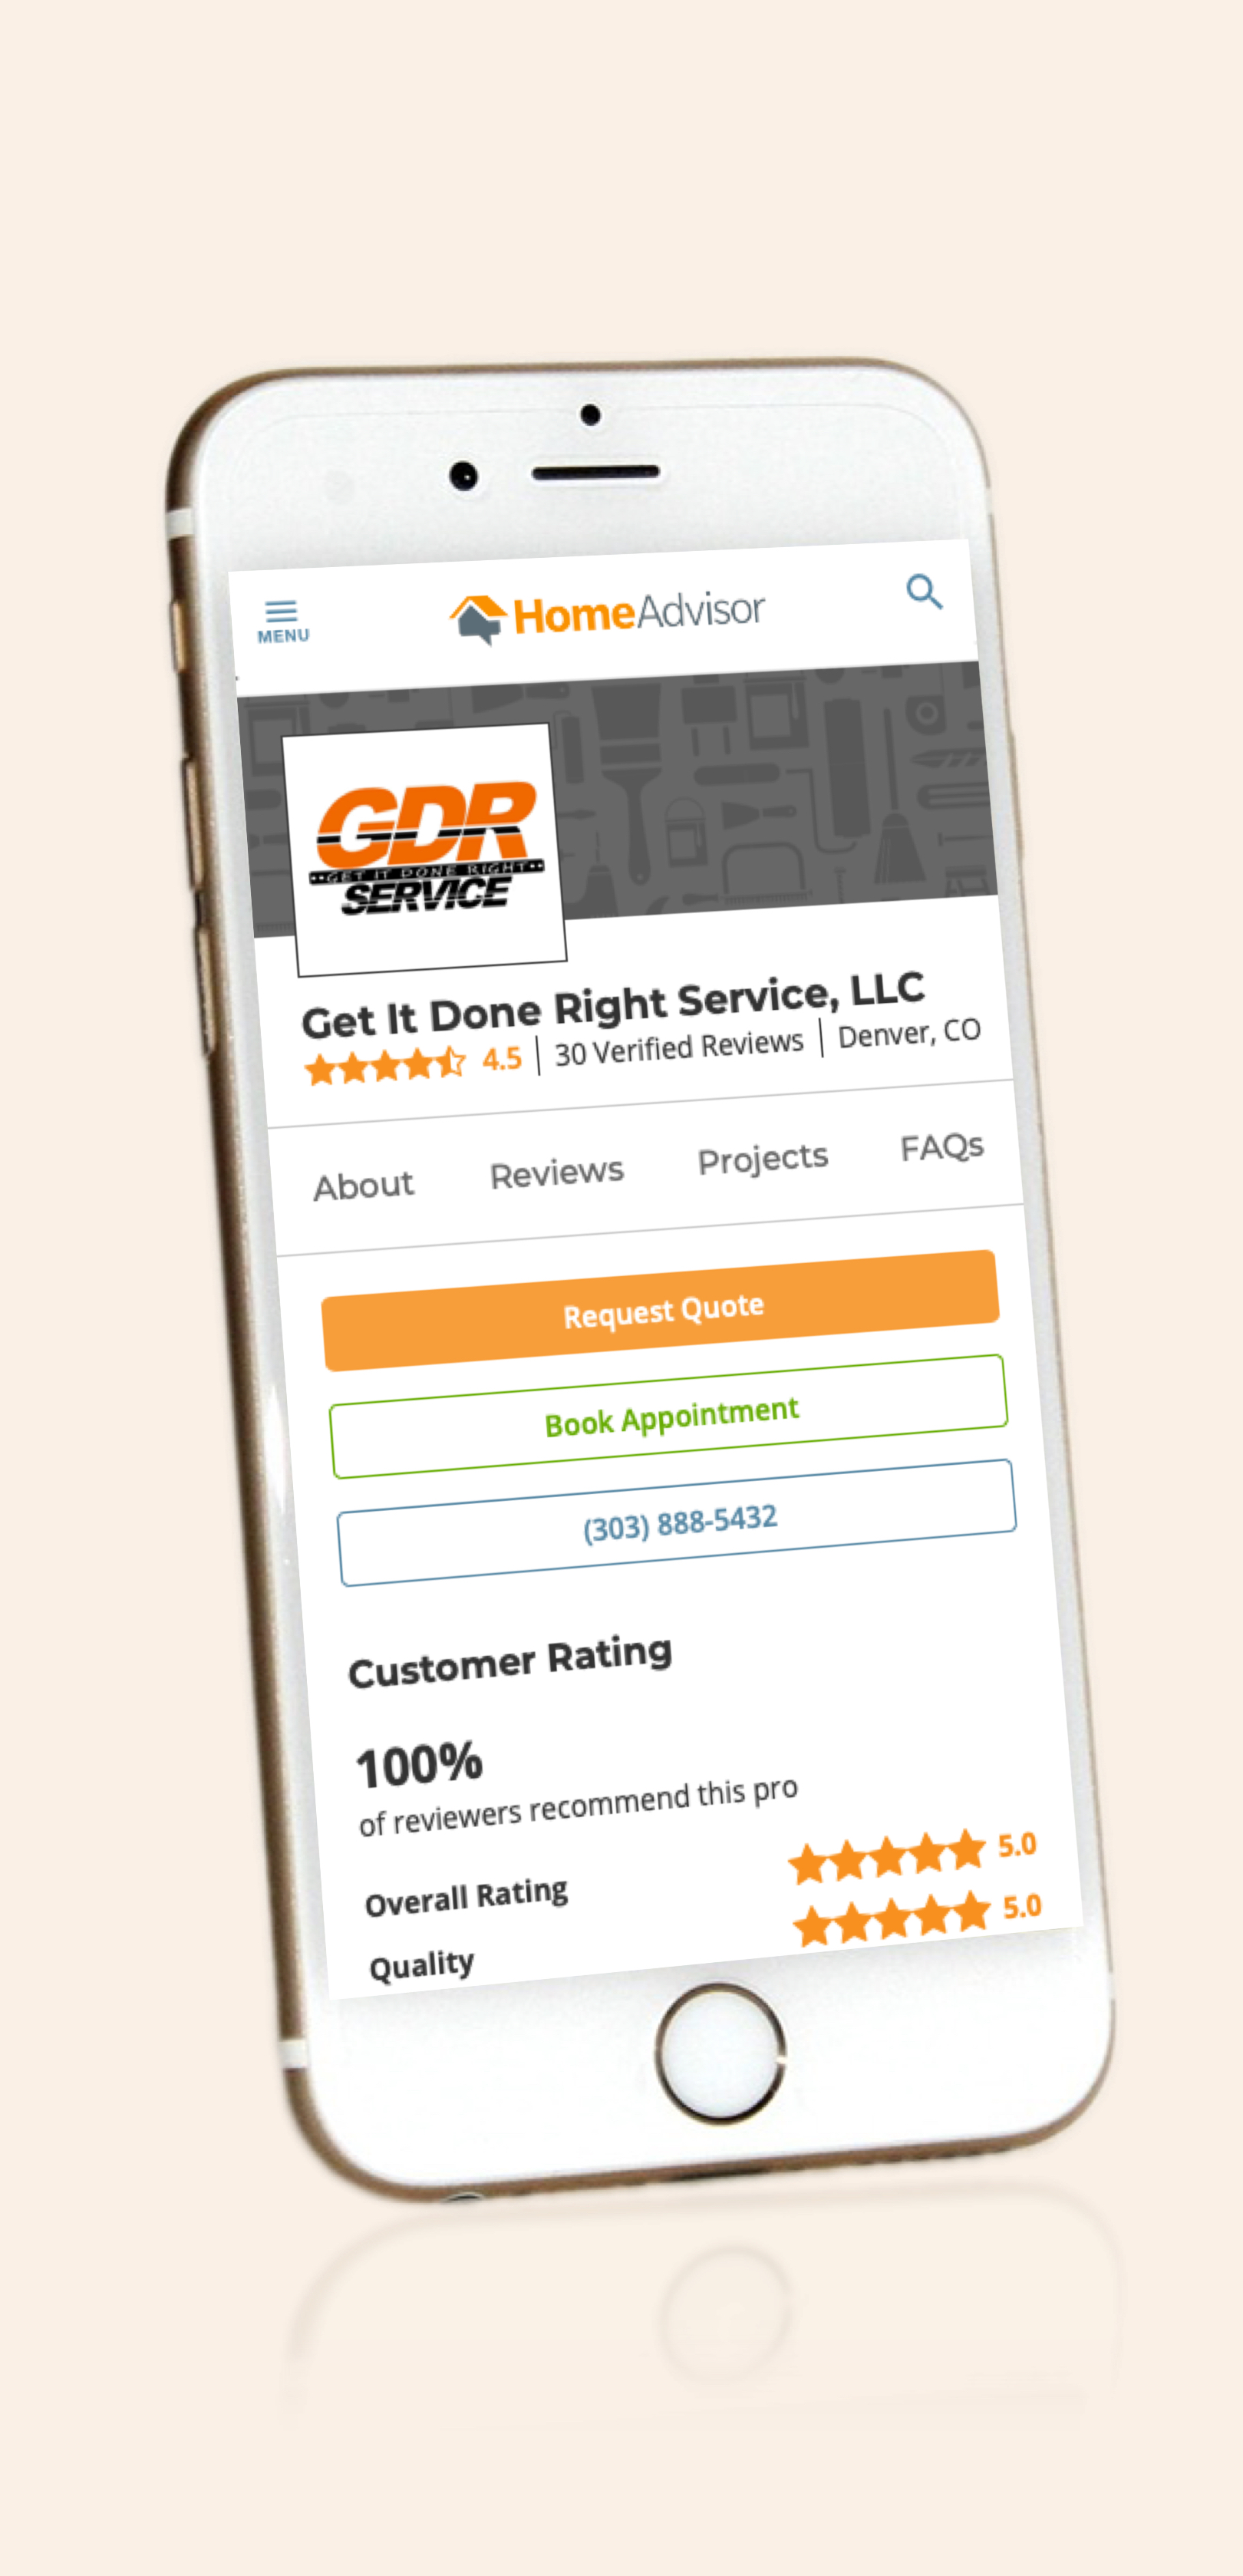 MENU
HomeAdvisor
GDR
GET IT DONE RIGHT
SERVICE
Get It Done Right Service, LLC
4.5 | 30 Verified Reviews | Denver, CO
About Reviews Projects FAQs
Request Quote
Book Appointment
(303) 888-5432
Customer Rating
100%
of reviewers recommend this pro
Overall Rating 5.0
Quality 5.0